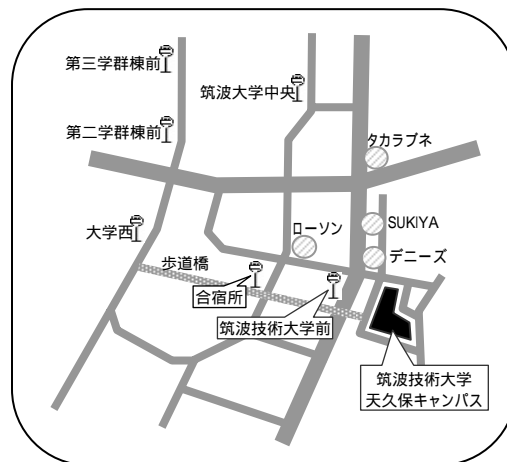 第三学群棟前
筑波大学中央
第二学群棟前
タカラブネ
大学西
ローソン
SUKIYA
デニーズ
歩道橋
合宿所
筑波技術大学前
筑波技術大学
天久保キャンパス